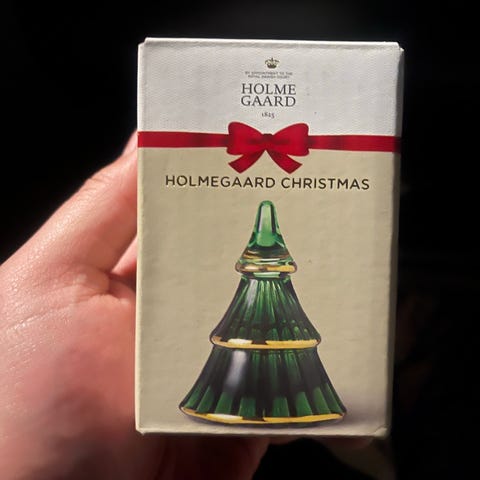 BY APPOINTMENT TO THE
ROYAL DANISH COURT
HOLME
GAARD
1825
HOLMEGAARD CHRISTMAS